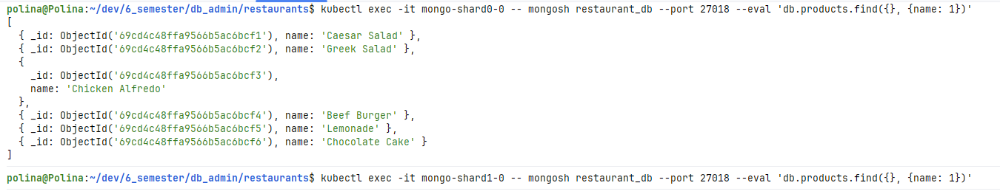 polina@Polina:~/dev/6_semester/db_admin/restaurants$ kubectl exec -it mongo-shard0-0 -- mongosh restaurant_db --port 27018 --eval 'db.products.find({}, {name: 1})'
[
  { _id: ObjectId('69cd4c48ffa9566b5ac6bcf1'), name: 'Caesar Salad' },
  { _id: ObjectId('69cd4c48ffa9566b5ac6bcf2'), name: 'Greek Salad' },
  {
    _id: ObjectId('69cd4c48ffa9566b5ac6bcf3'),
    name: 'Chicken Alfredo'
  },
  { _id: ObjectId('69cd4c48ffa9566b5ac6bcf4'), name: 'Beef Burger' },
  { _id: ObjectId('69cd4c48ffa9566b5ac6bcf5'), name: 'Lemonade' },
  { _id: ObjectId('69cd4c48ffa9566b5ac6bcf6'), name: 'Chocolate Cake' }
]
polina@Polina:~/dev/6_semester/db_admin/restaurants$ kubectl exec -it mongo-shard1-0 -- mongosh restaurant_db --port 27018 --eval 'db.products.find({}, {name: 1})'